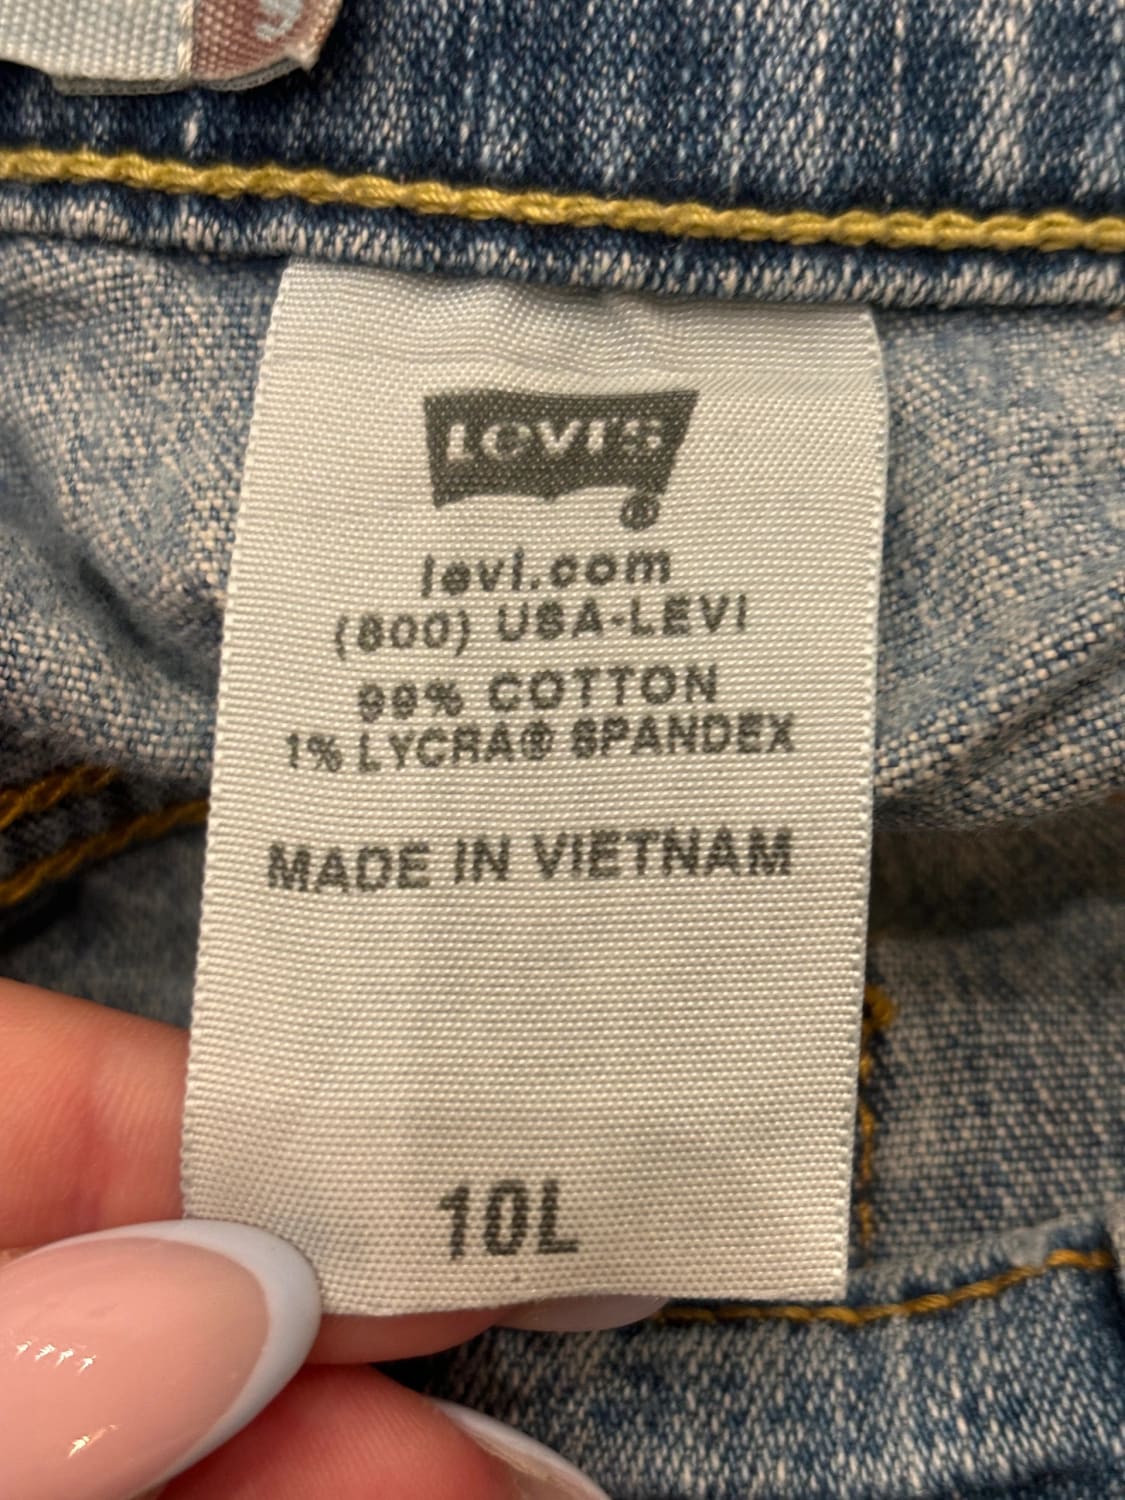 LEVI'S
®
levi.com
(800) USA-LEVI
99% COTTON
1% LYCRA® SPANDEX
MADE IN VIETNAM
10L